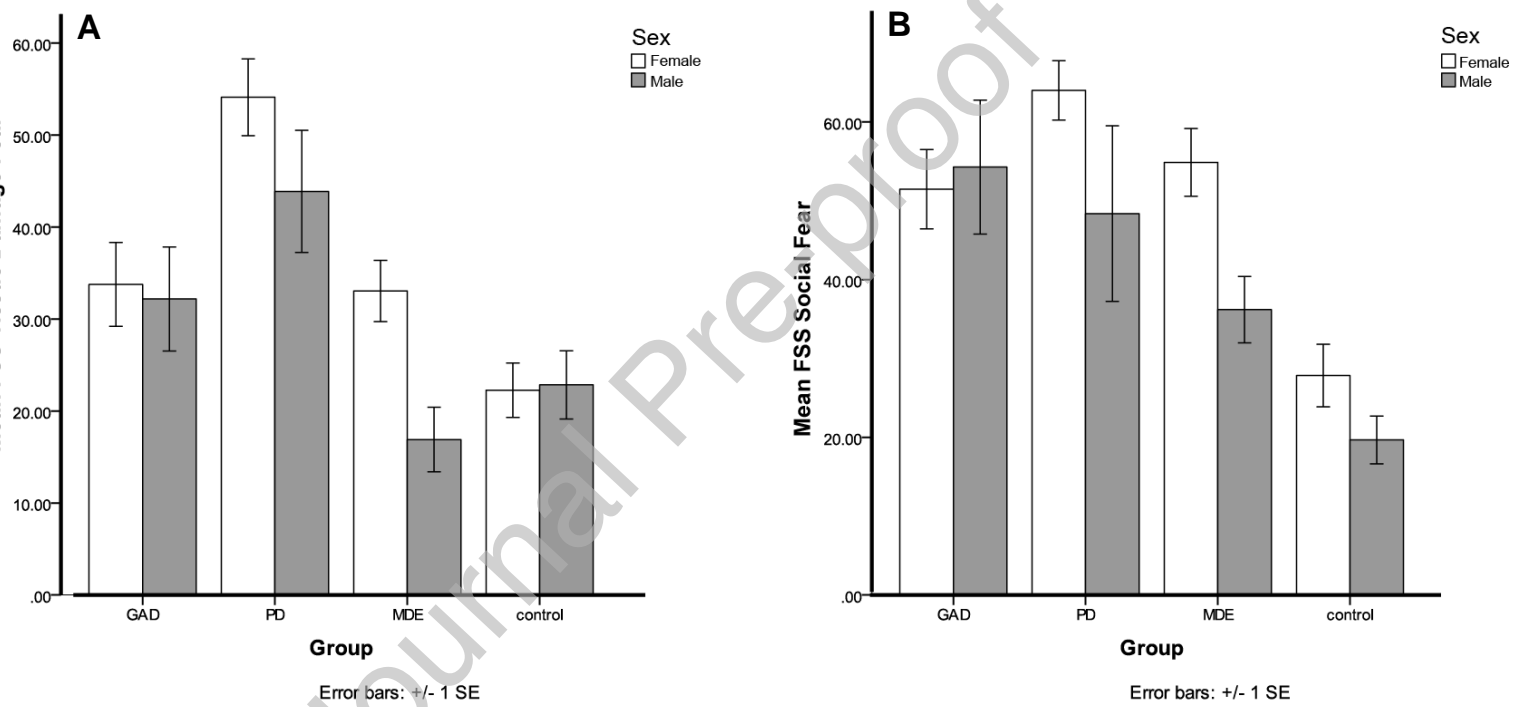 A
Sex
Female
Male
60.00
50.00
40.00
30.00
20.00
10.00
.00
GAD
PD
MDE
control
Group
Error bars: +/- 1 SE
B
Sex
Female
Male
Mean FSS Social Fear
60.00
40.00
20.00
.00
GAD
PD
MDE
control
Group
Error bars: +/- 1 SE
Journal Pre-proof